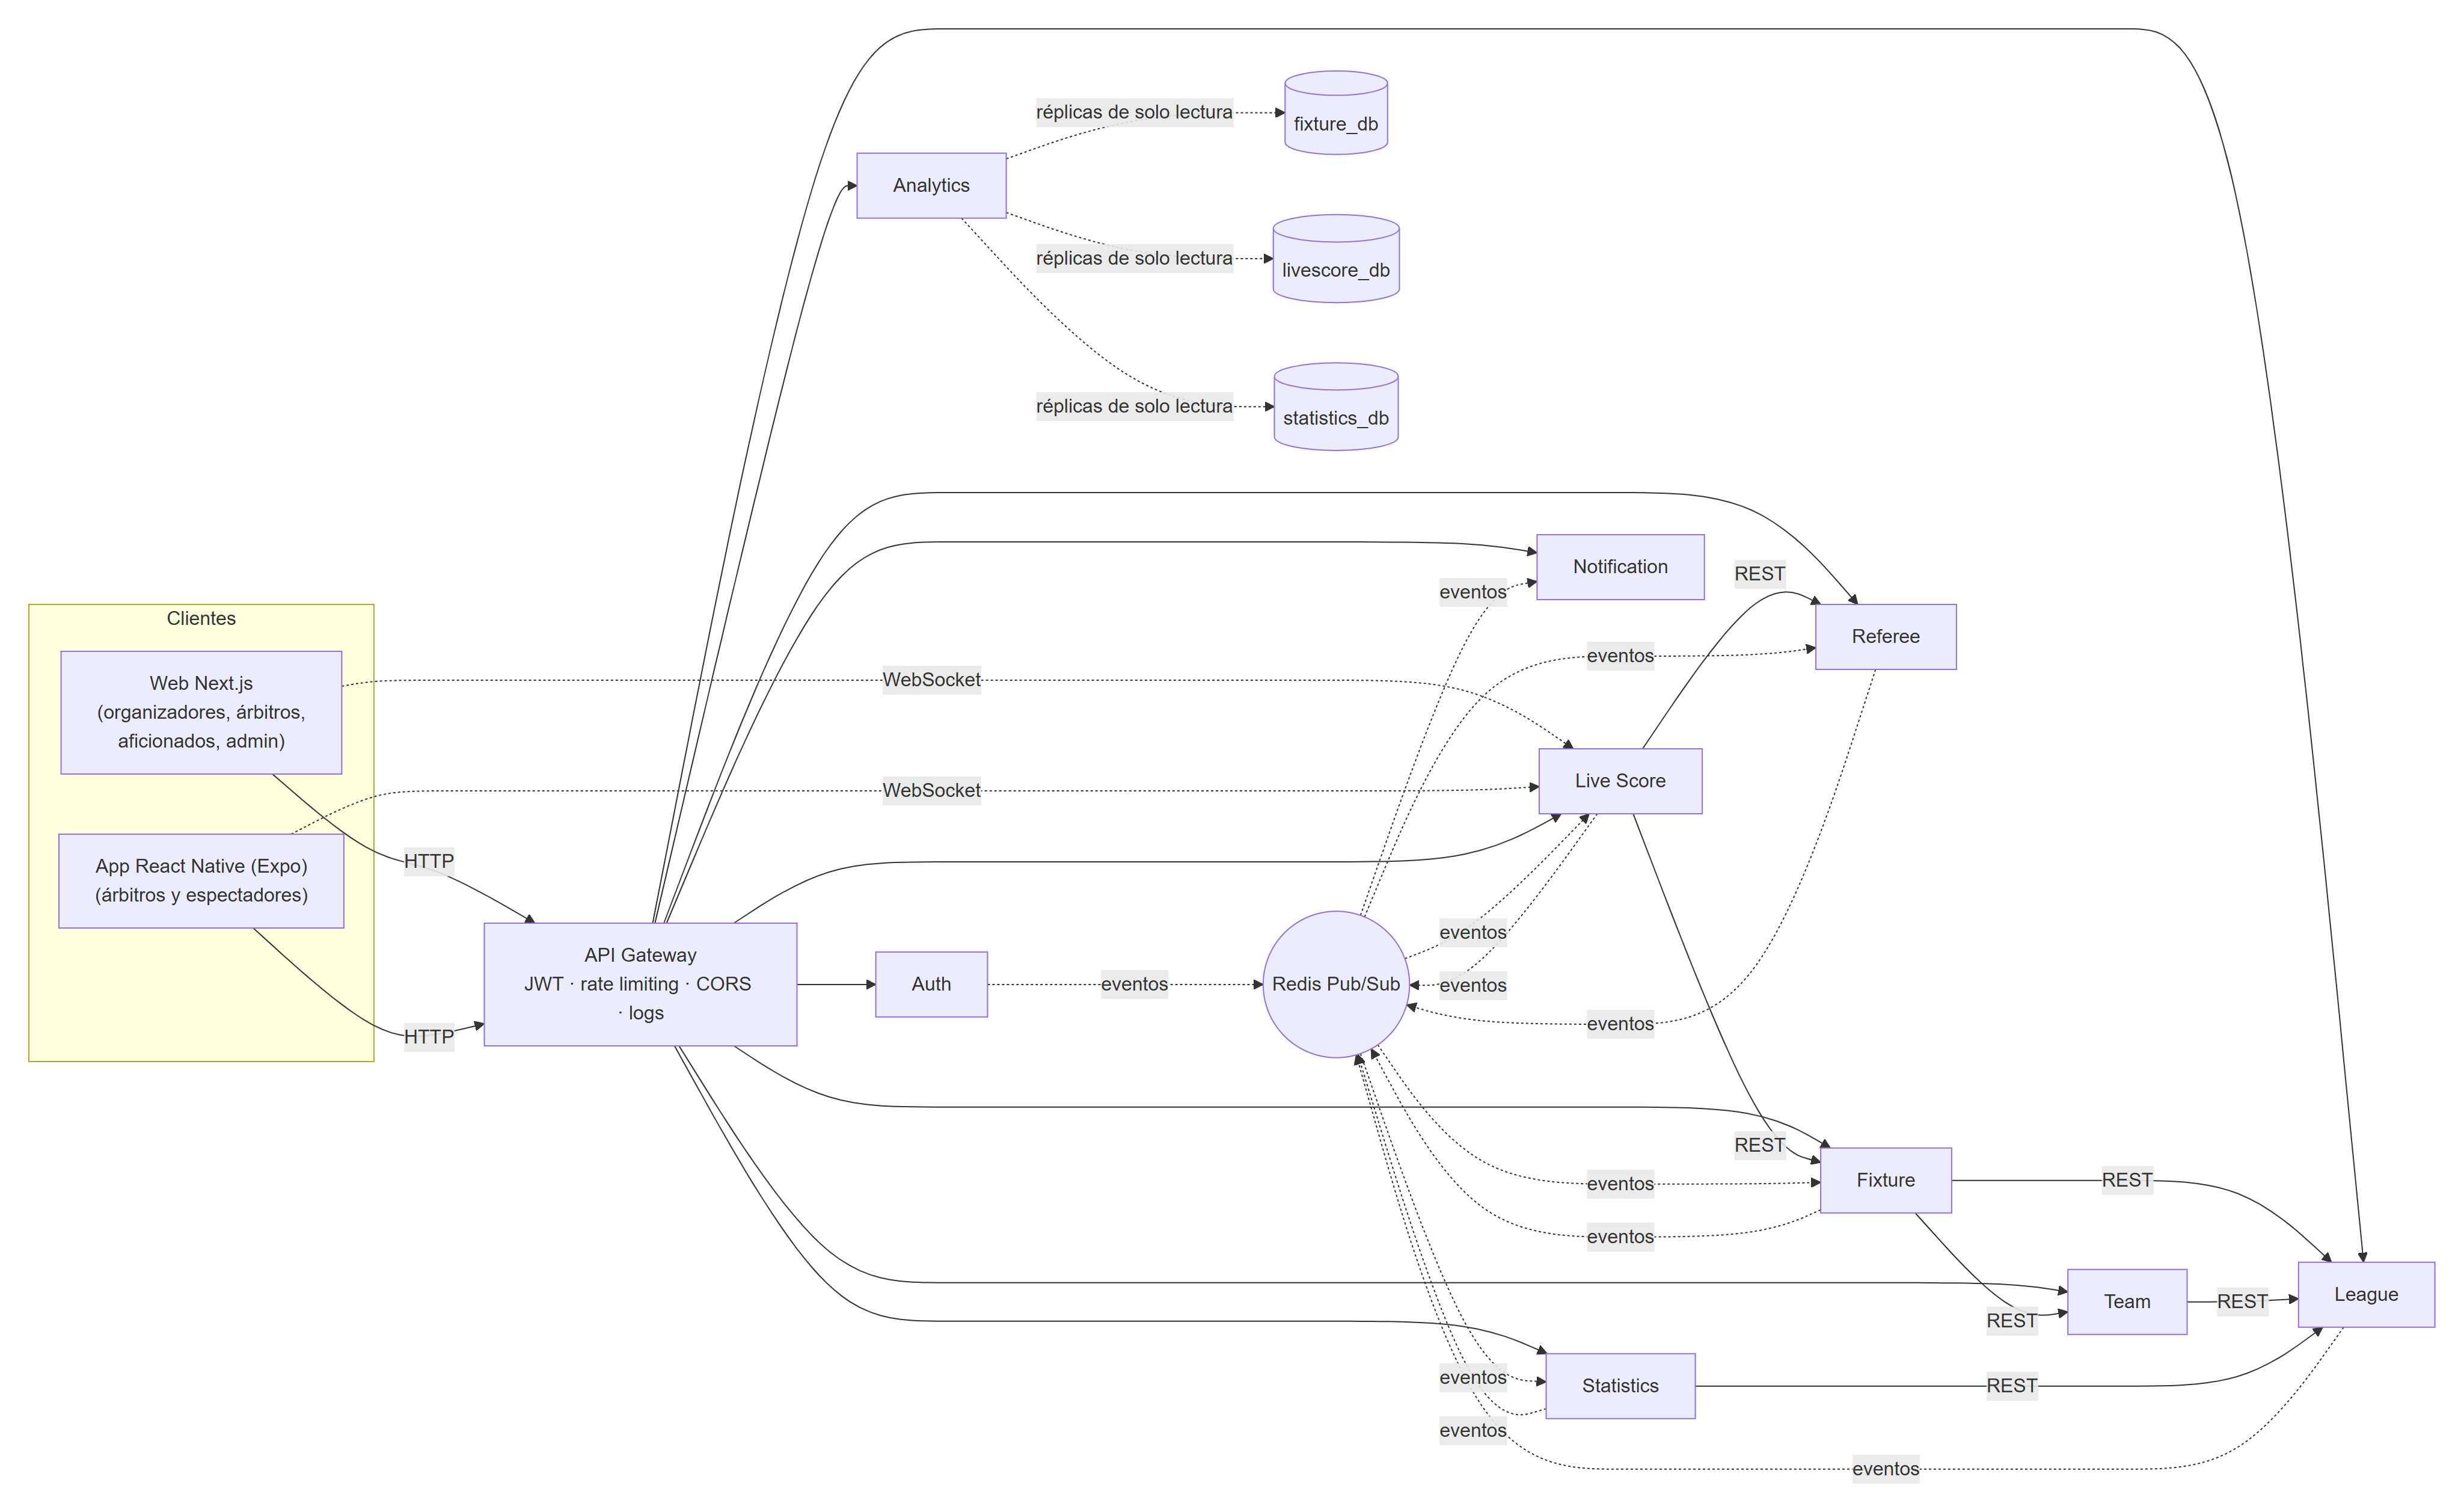 réplicas de solo lectura
fixture_db
Analytics
réplicas de solo lectura
livescore_db
réplicas de solo lectura
statistics_db
Notification
REST
eventos
Clientes
Referee
eventos
Web Next.js
(organizadores, árbitros,
aficionados, admin)
WebSocket
Live Score
WebSocket
HTTP
App React Native (Expo)
(árbitros y espectadores)
eventos
API Gateway
JWT · rate limiting · CORS
· logs
Auth
eventos
Redis Pub/Sub
eventos
eventos
HTTP
REST
Fixture
REST
eventos
eventos
Team
REST
League
REST
eventos
Statistics
REST
eventos
eventos